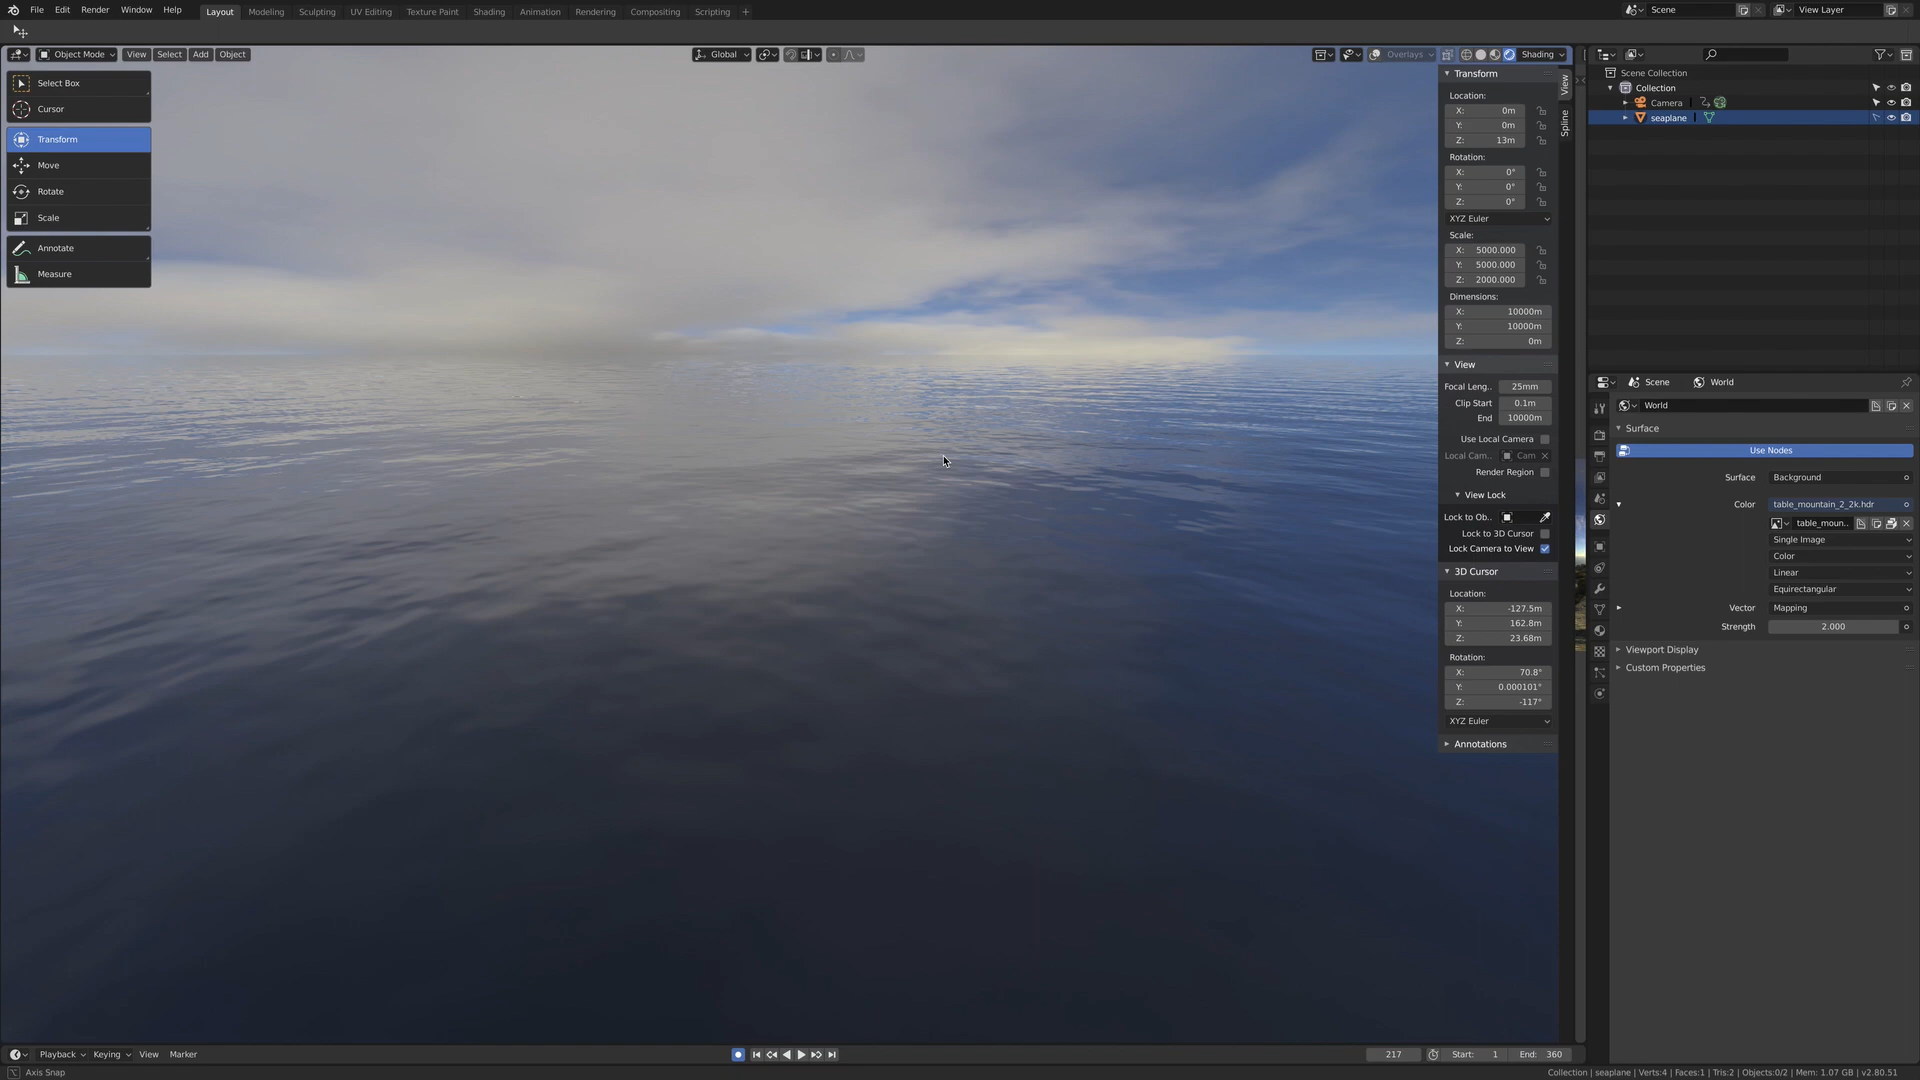 File Edit Render Window Help Layout Modeling Sculpting UV Editing Texture Paint Shading Animation Rendering Compositing Scripting + Scene View Layer
Object Mode View Select Add Object Global Overlays Shading
Select Box
Cursor
Transform
Move
Rotate
Scale
Annotate
Measure
Transform
Location:
X: 0m
Y: 0m
Z: 13m
Rotation:
X: 0°
Y: 0°
Z: 0°
XYZ Euler
Scale:
X: 5000.000
Y: 5000.000
Z: 2000.000
Dimensions:
X: 10000m
Y: 10000m
Z: 0m
View
Focal Leng.. 25mm
Clip Start 0.1m
End 10000m
Use Local Camera
Local Cam.. Cam
Render Region
View Lock
Lock to Ob..
Lock to 3D Cursor
Lock Camera to View
3D Cursor
Location:
X: -127.5m
Y: 162.8m
Z: 23.68m
Rotation:
X: 70.8°
Y: 0.000101°
Z: -117°
XYZ Euler
Annotations
View
Spline
Scene Collection
Collection
Camera
seaplane
Scene World
World
Surface
Use Nodes
Surface Background
Color table_mountain_2_2k.hdr
table_moun..
Single Image
Color
Linear
Equirectangular
Vector Mapping
Strength 2.000
Viewport Display
Custom Properties
Playback Keying View Marker 217 Start: 1 End: 360
Axis Snap Collection | seaplane | Verts:4 | Faces:1 | Tris:2 | Objects:0/2 | Mem: 1.07 GB | v2.80.51